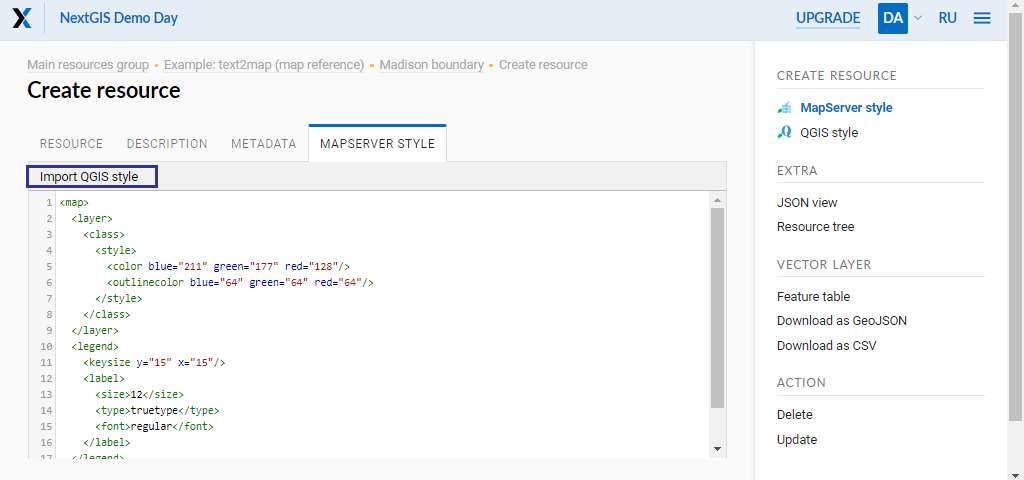 NextGIS Demo Day
UPGRADE DA RU
Main resources group • Example: text2map (map reference) • Madison boundary • Create resource
Create resource
RESOURCE DESCRIPTION METADATA MAPSERVER STYLE
Import QGIS style
1 <map>
2 <layer>
3 <class>
4 <style>
5 <color blue="211" green="177" red="128"/>
6 <outlinecolor blue="64" green="64" red="64"/>
7 </style>
8 </class>
9 </layer>
10 <legend>
11 <keysize y="15" x="15"/>
12 <label>
13 <size>12</size>
14 <type>truetype</type>
15 <font>regular</font>
16 </label>
17 </legend>
CREATE RESOURCE
MapServer style
QGIS style
EXTRA
JSON view
Resource tree
VECTOR LAYER
Feature table
Download as GeoJSON
Download as CSV
ACTION
Delete
Update